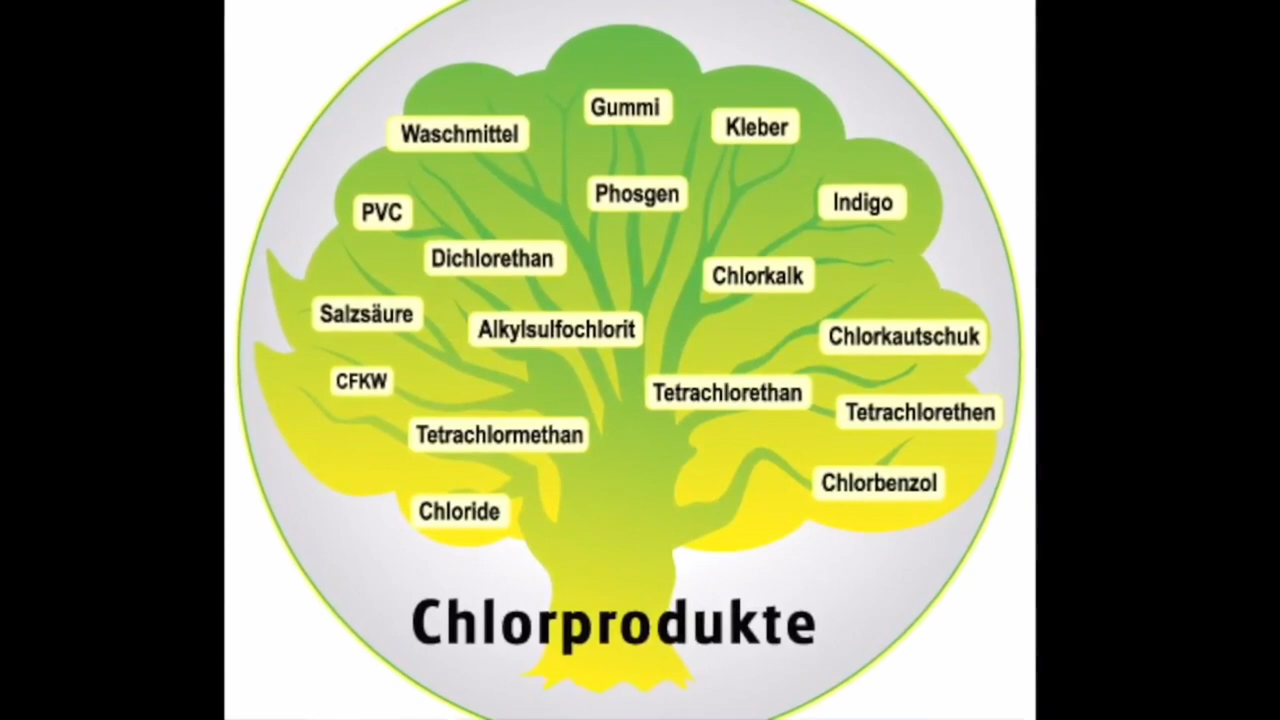 Gummi
Kleber
Waschmittel
Phosgen
Indigo
PVC
Dichlorethan
Chlorkalk
Salzsäure
Alkylsulfochlorit
Chlorkautschuk
CFKW
Tetrachlorethan
Tetrachlorethen
Tetrachlormethan
Chlorbenzol
Chloride
Chlorprodukte